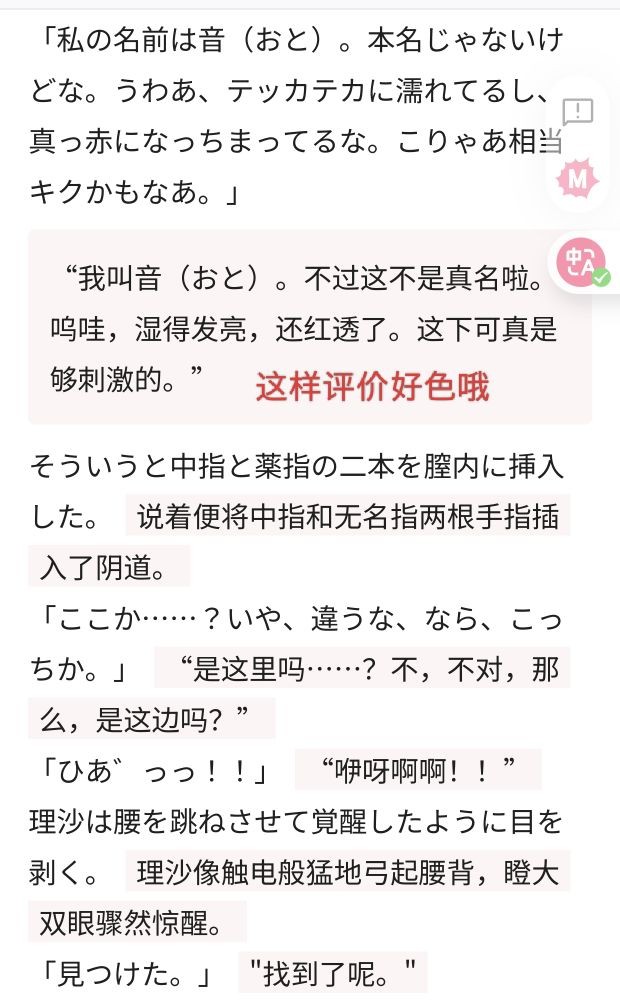 「私の名前は音（おと）。本名じゃないけ
どな。うわあ、テッカテカに濡れてるし、
真っ赤になっちまってるな。こりゃあ相当
キクかもなあ。」
M
中A
“我叫音（おと）。不过这不是真名啦。
呜哇，湿得发亮，还红透了。这下可真是
够刺激的。”
这样评价好色哦
そういうと中指と薬指の二本を膣内に挿入
した。 说着便将中指和无名指两根手指插
入了阴道。
「ここか……？いや、違うな、なら、こっ
ちか。」 “是这里吗……？不，不对，那
么，是这边吗？”
「ひあ゛っっ！！」 “咿呀啊啊！！”
理沙は腰を跳ねさせて覚醒したように目を
剥く。 理沙像触电般猛地弓起腰背，瞪大
双眼骤然惊醒。
「見つけた。」 "找到了呢。"